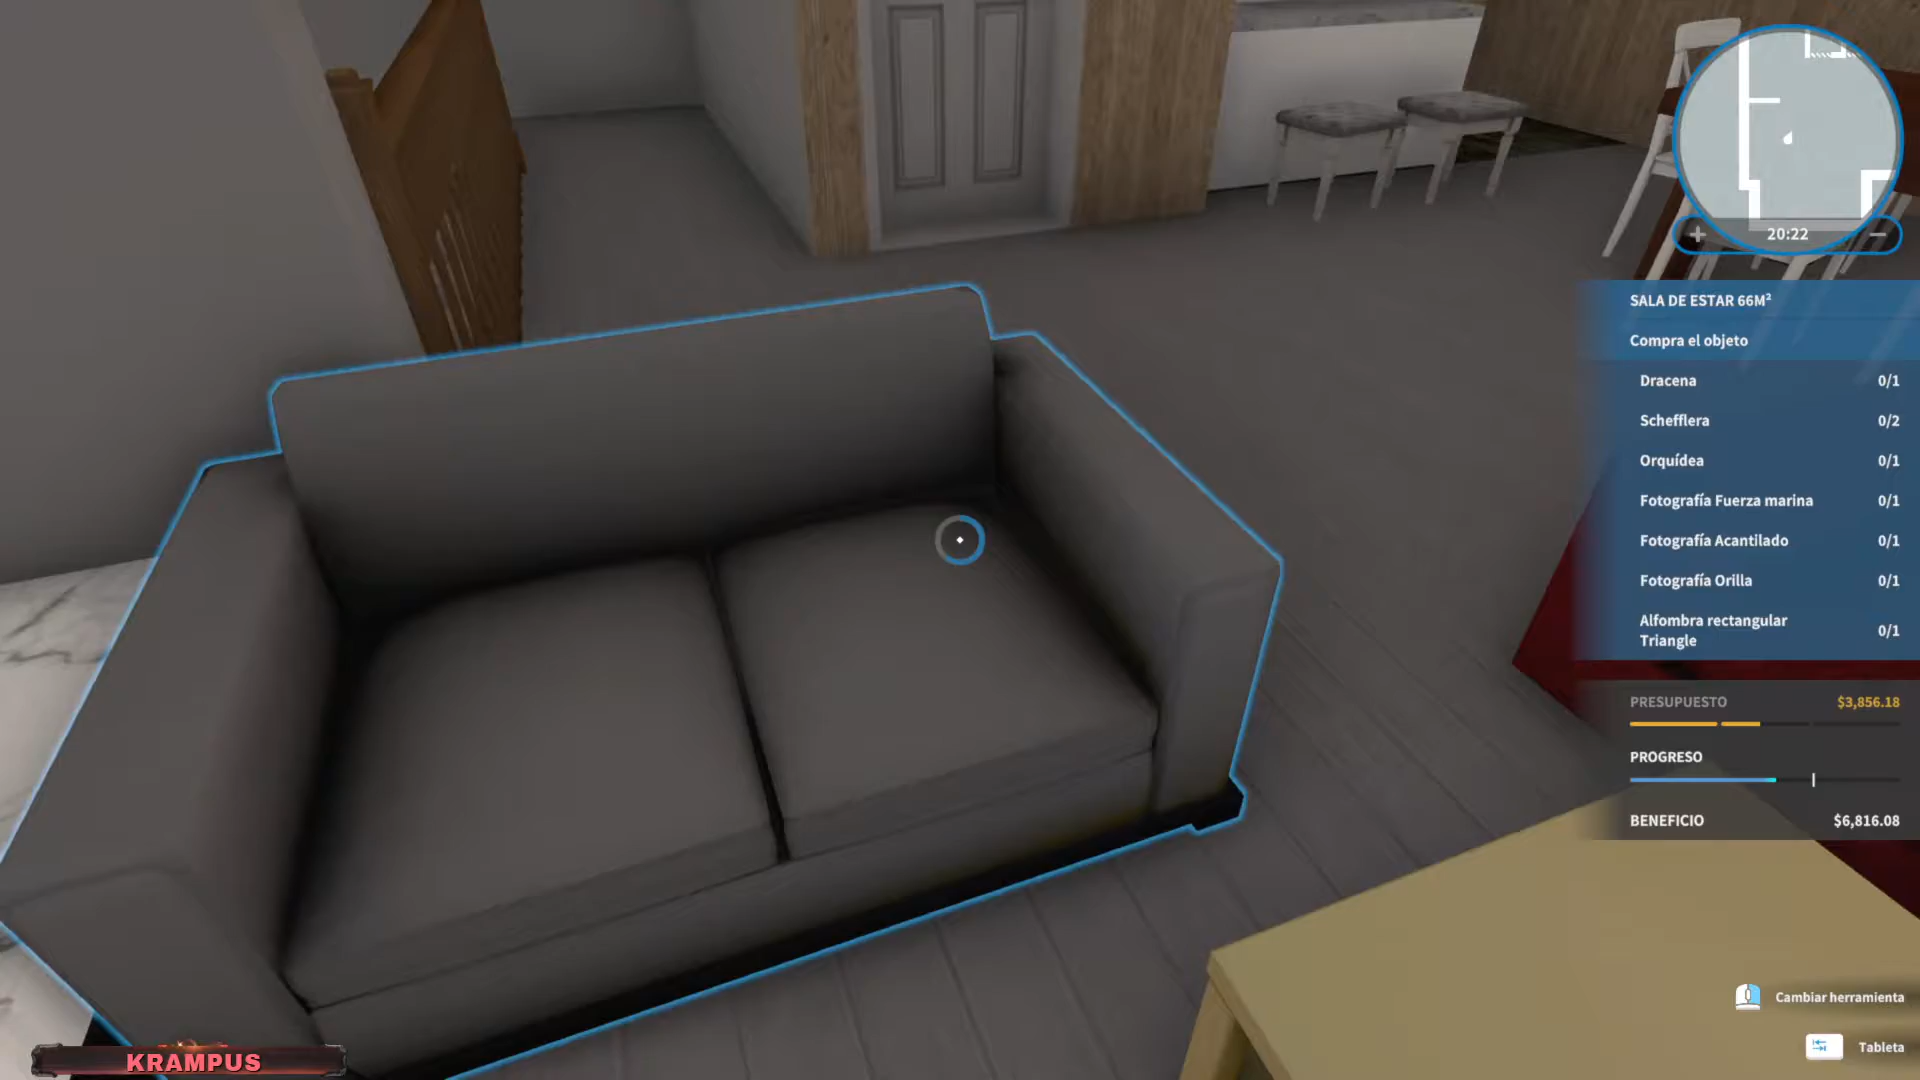 20:22
SALA DE ESTAR 66M²
Compra el objeto
Dracena 0/1
Schefflera 0/2
Orquídea 0/1
Fotografía Fuerza marina 0/1
Fotografía Acantilado 0/1
Fotografía Orilla 0/1
Alfombra rectangular
Triangle 0/1
PRESUPUESTO $3,856.18
PROGRESO
BENEFICIO $6,816.08
Cambiar herramienta
Tableta
KRAMPUS